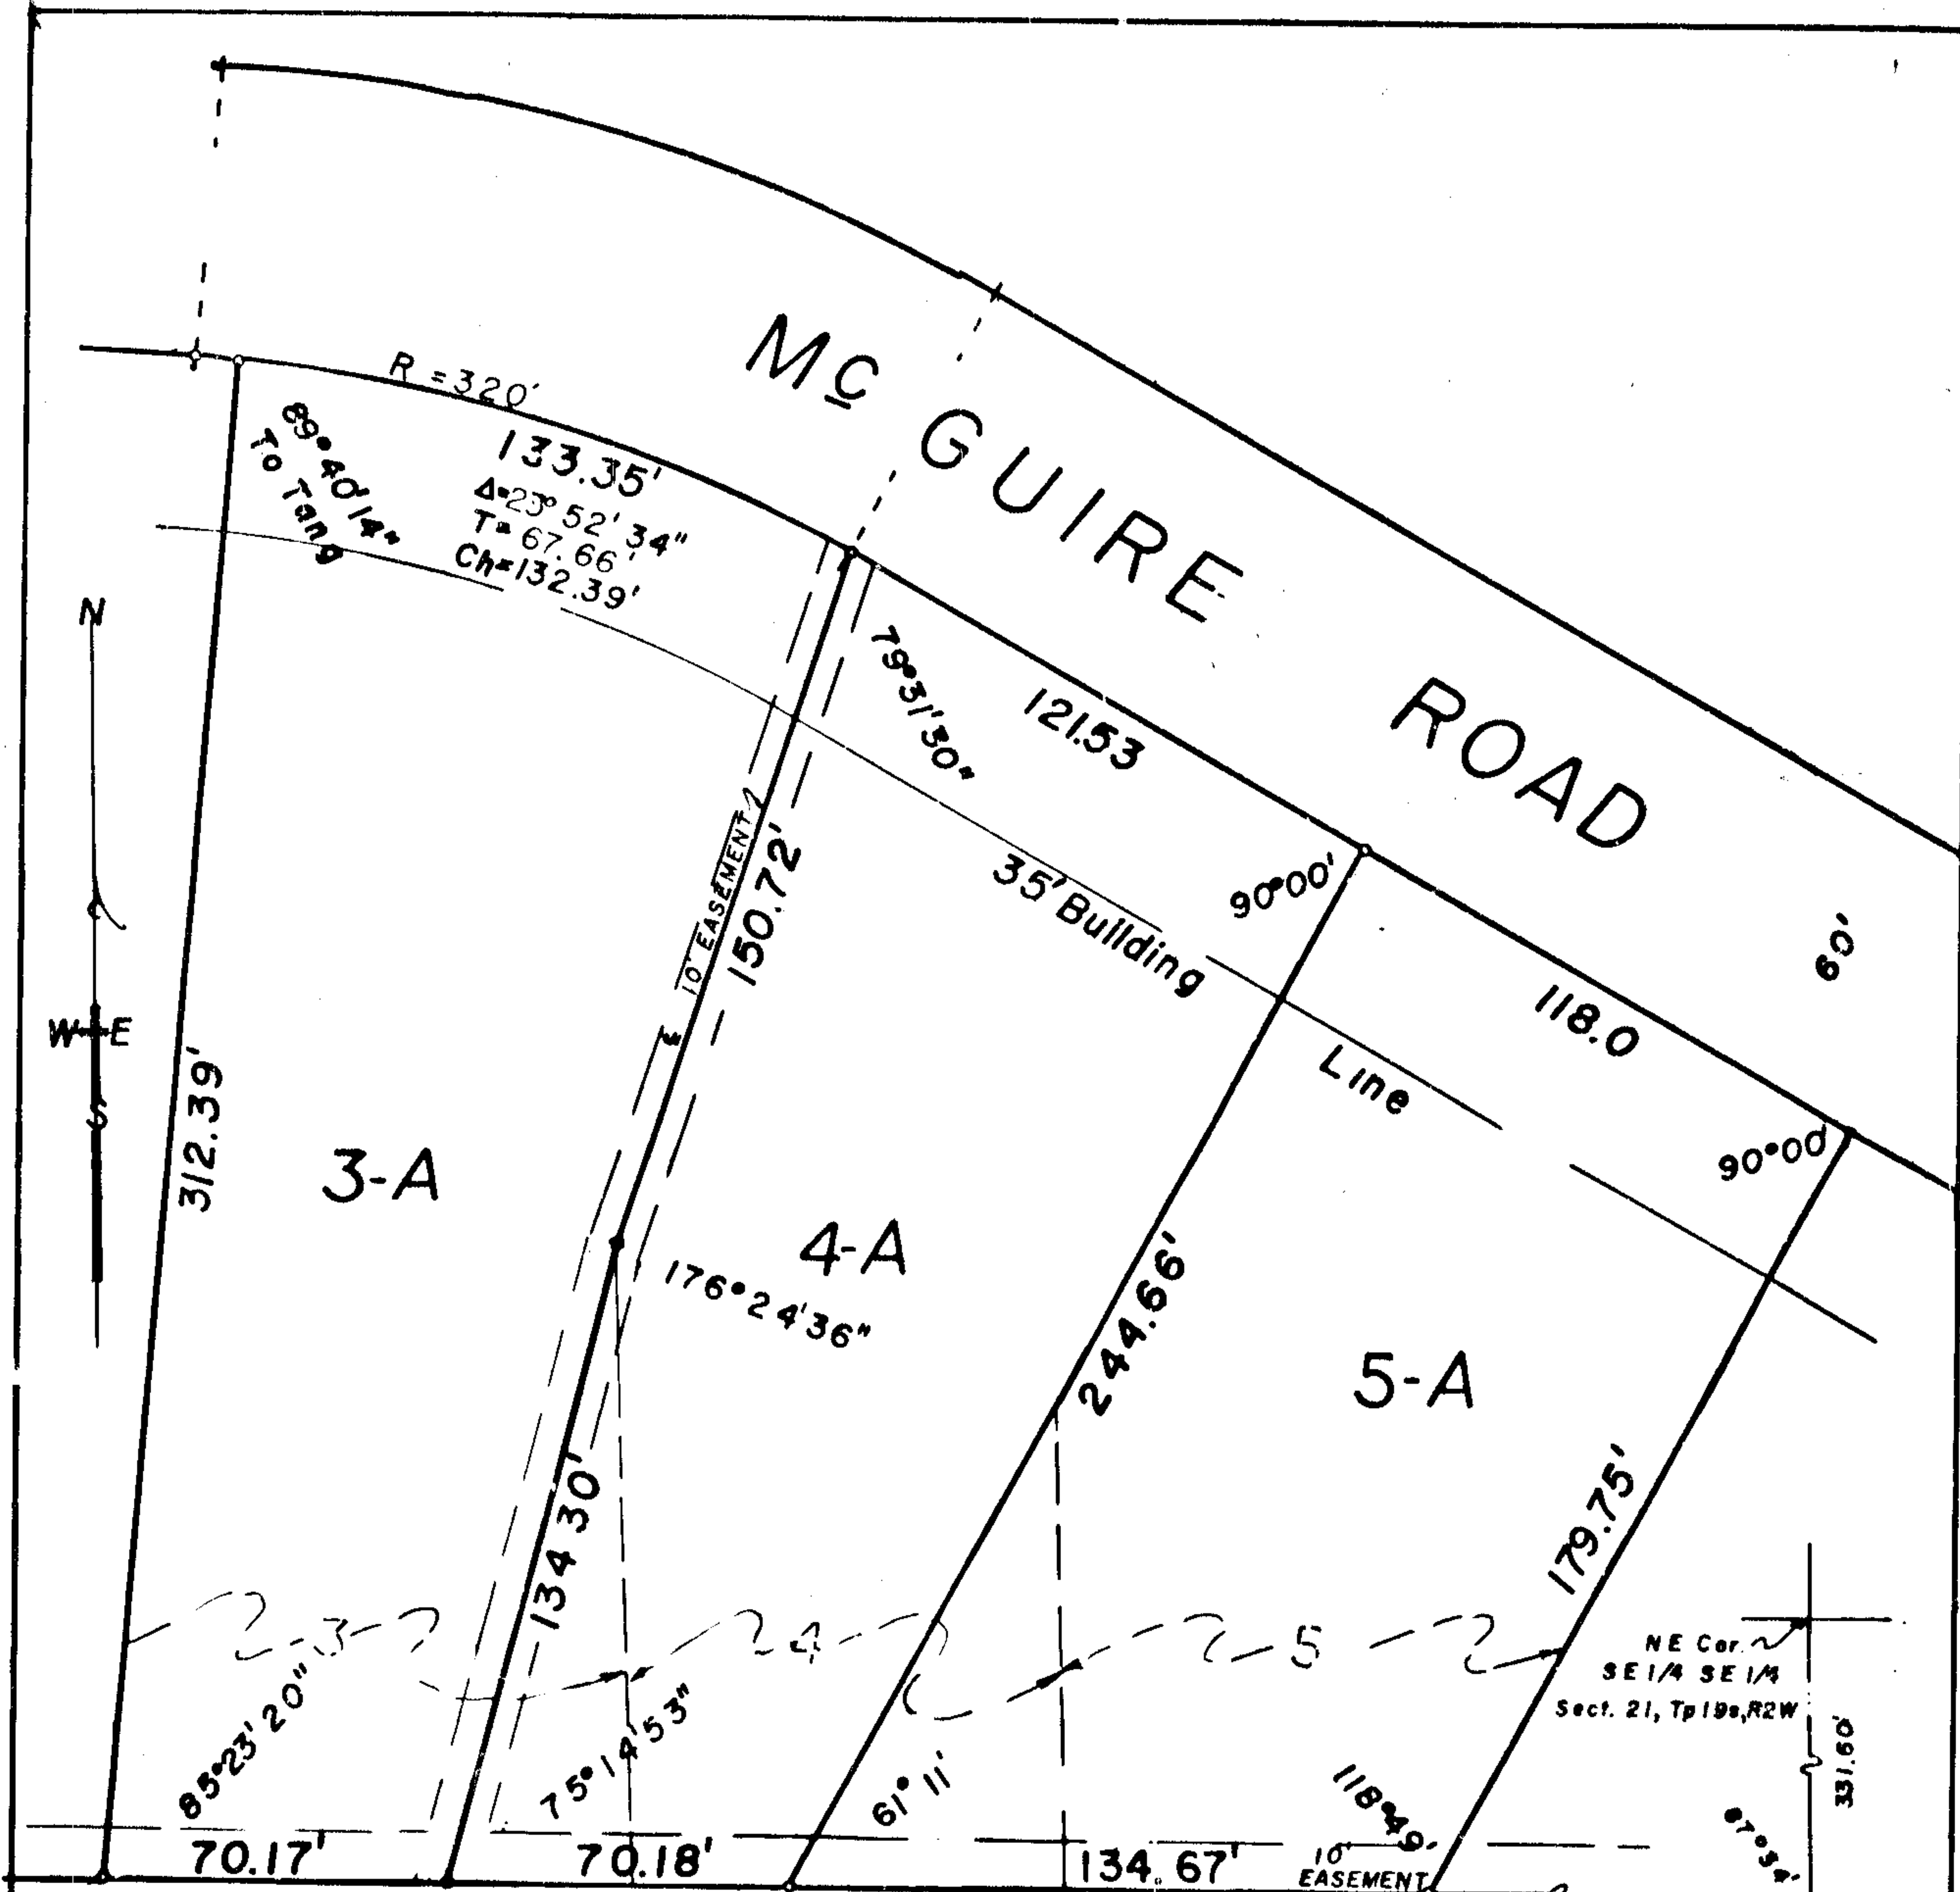 R = 320'
133.35'
Δ=23° 52' 34"
T= 67.66'
Ch=132.39'
To Tang
Mc GUIRE ROAD
N
W E
S
79°31'50"
121.53
10' EASEMENT
150.72'
35' Building Line
90°00'
118.0
60'
90°00'
312.39'
3-A
4-A
176°24'36"
244.66'
5-A
179.75'
134.30'
3
4
5
NE Cor.
SE 1/4 SE 1/4
Sect. 21, Tp 19s, R2W
331.60'
85°23'20"
75°14'53"
61°11'
118°49'
87°54'
70.17'
70.18'
134.67'
10'
EASEMENT